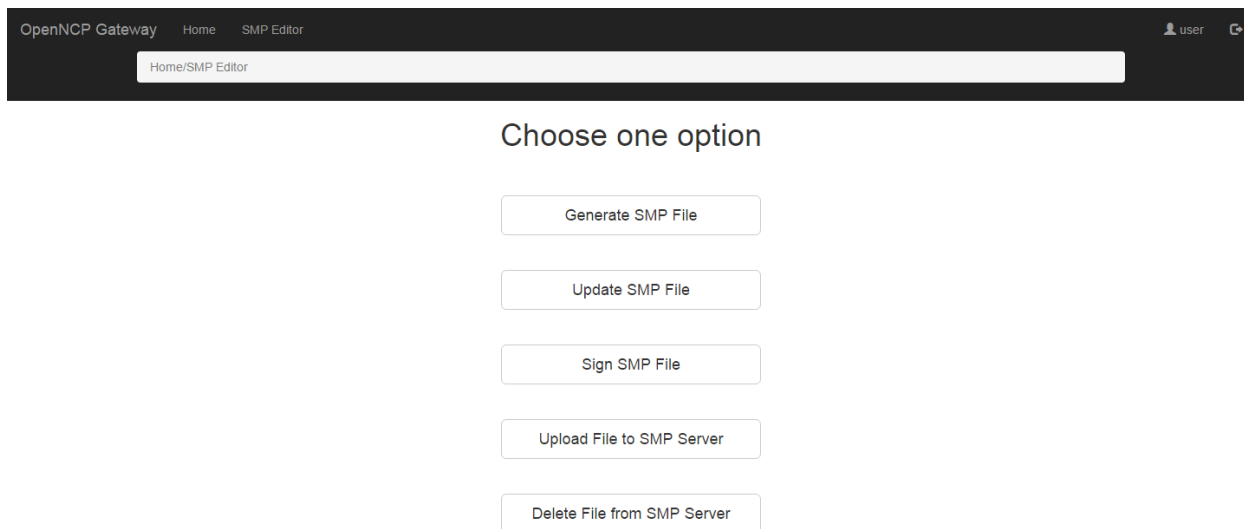 OpenNCP Gateway Home SMP Editor user
Home/SMP Editor
Choose one option
Generate SMP File
Update SMP File
Sign SMP File
Upload File to SMP Server
Delete File from SMP Server